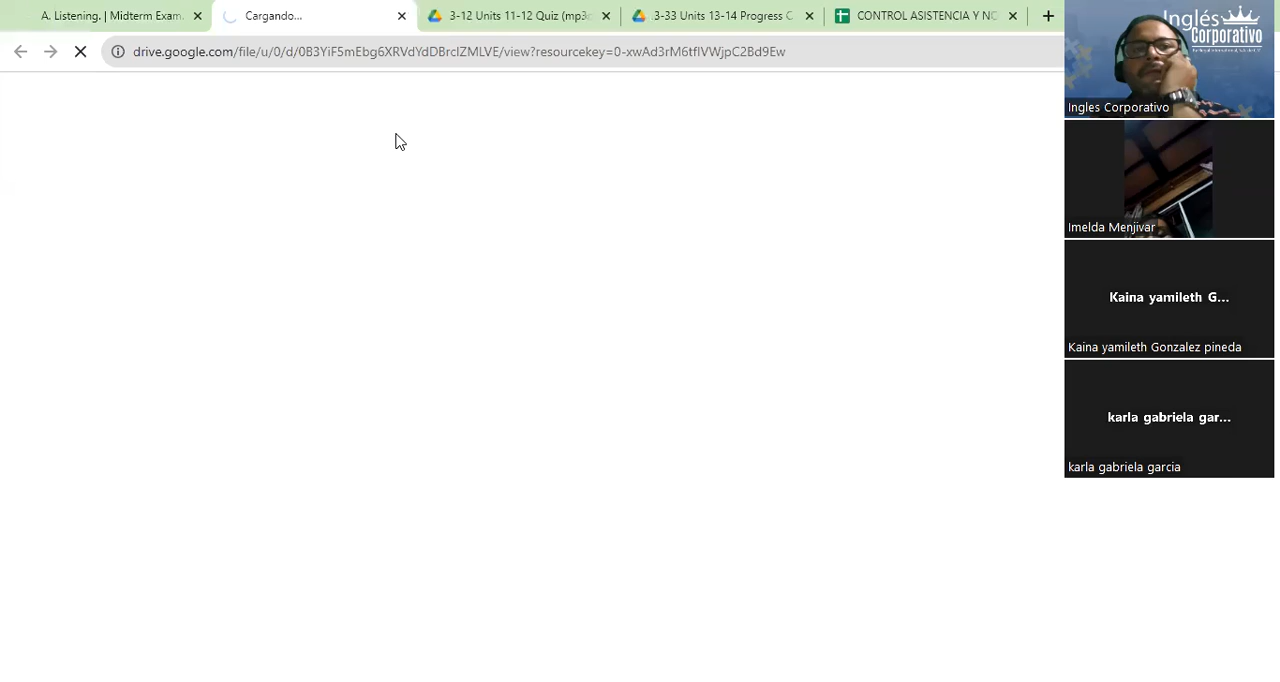 A. Listening. | Midterm Exam.
Cargando...
3-12 Units 11-12 Quiz (mp3
3-33 Units 13-14 Progress C
CONTROL ASISTENCIA Y NO
drive.google.com/file/u/0/d/0B3YiF5mEbg6XRVdYdDBrclZMLVE/view?resourcekey=0-xwAd3rM6tflVWjpC2Bd9Ew
Inglés
Corporativo
Ingles Corporativo
Imelda Menjivar
Kaina yamileth G...
Kaina yamileth Gonzalez pineda
karla gabriela gar...
karla gabriela garcia